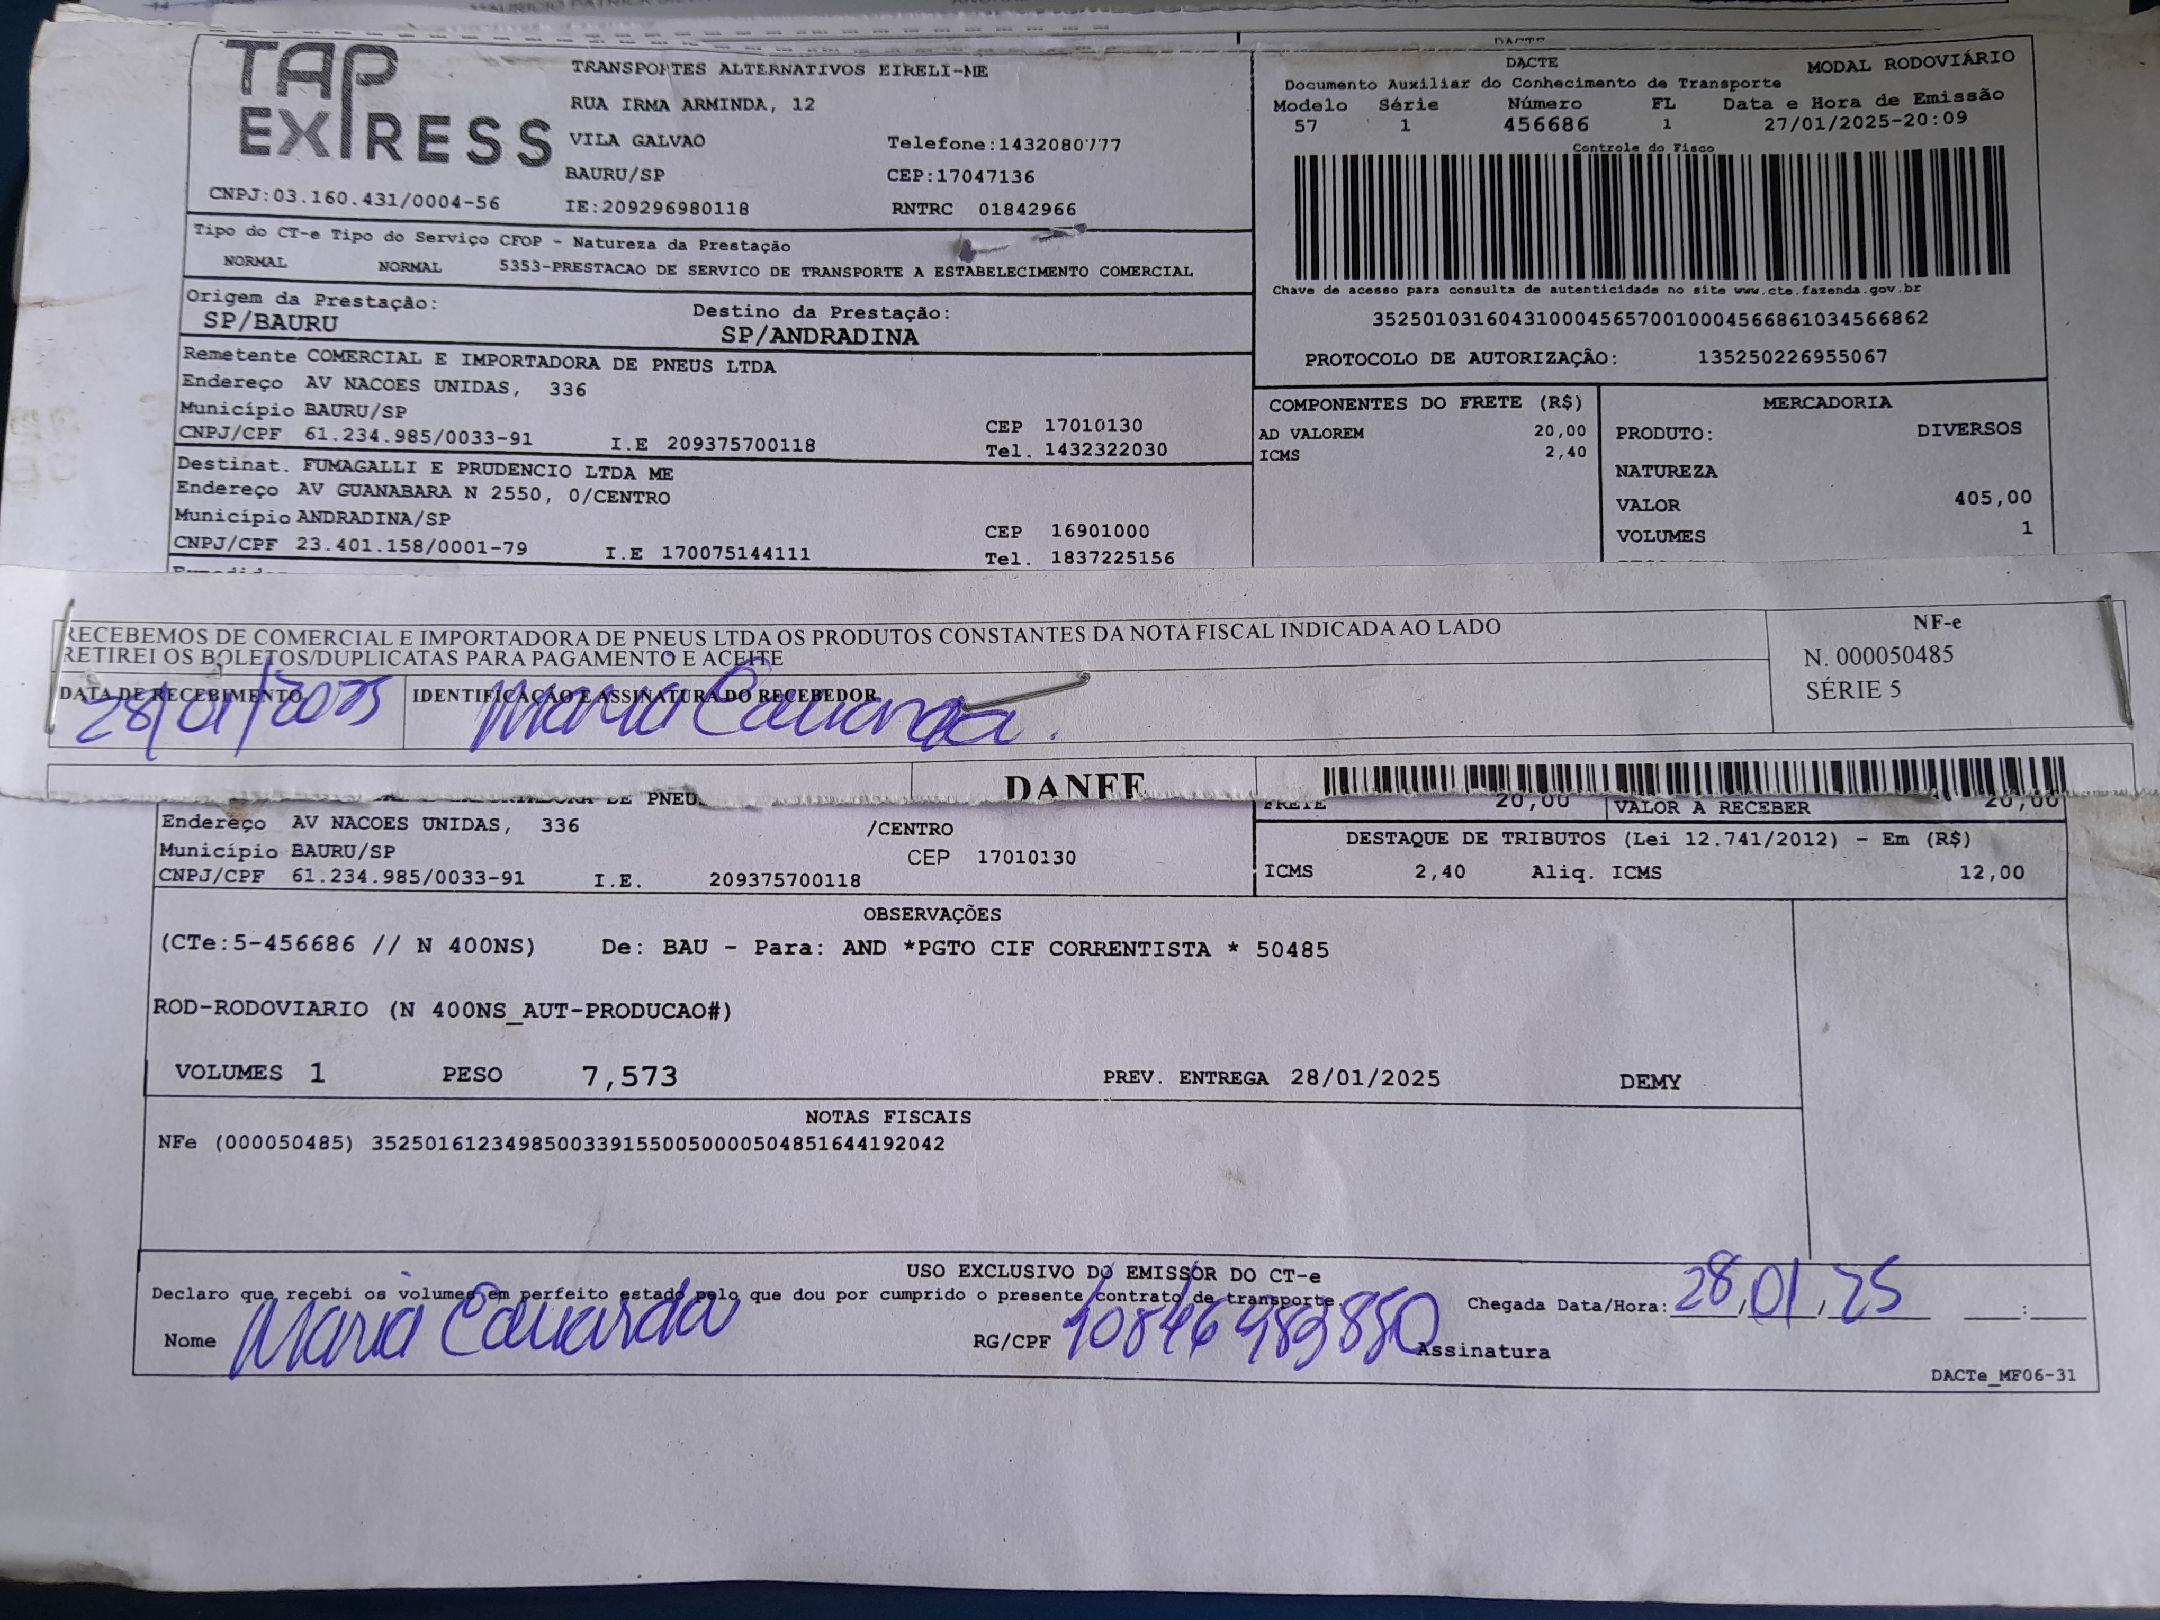 TAP EXPRESS
TRANSPORTES ALTERNATIVOS EIRELI-ME
RUA IRMA ARMINDA, 12
VILA GALVAO Telefone:1432080777
BAURU/SP CEP:17047136
CNPJ:03.160.431/0004-56 IE:209296980118 RNTRC 01842966
DACTE
DACTE MODAL RODOVIÁRIO
Documento Auxiliar do Conhecimento de Transporte
Modelo Série Número FL Data e Hora de Emissão
57 1 456686 1 27/01/2025-20:09
Controle do Fisco
Chave de acesso para consulta de autenticidade no site www.cte.fazenda.gov.br
35250103160431000456570010004566861034566862
PROTOCOLO DE AUTORIZAÇÃO: 135250226955067
Tipo do CT-e Tipo do Serviço CFOP - Natureza da Prestação
NORMAL NORMAL 5353-PRESTACAO DE SERVICO DE TRANSPORTE A ESTABELECIMENTO COMERCIAL
Origem da Prestação: Destino da Prestação:
SP/BAURU SP/ANDRADINA
Remetente COMERCIAL E IMPORTADORA DE PNEUS LTDA
Endereço AV NACOES UNIDAS, 336
Município BAURU/SP CEP 17010130
CNPJ/CPF 61.234.985/0033-91 I.E 209375700118 Tel. 1432322030
Destinat. FUMAGALLI E PRUDENCIO LTDA ME
Endereço AV GUANABARA N 2550, 0/CENTRO
Município ANDRADINA/SP CEP 16901000
CNPJ/CPF 23.401.158/0001-79 I.E 170075144111 Tel. 1837225156
COMPONENTES DO FRETE (R$)
AD VALOREM 20,00
ICMS 2,40
MERCADORIA
PRODUTO: DIVERSOS
NATUREZA
VALOR 405,00
VOLUMES 1
RECEBEMOS DE COMERCIAL E IMPORTADORA DE PNEUS LTDA OS PRODUTOS CONSTANTES DA NOTA FISCAL INDICADA AO LADO
RETIREI OS BOLETOS/DUPLICATAS PARA PAGAMENTO E ACEITE
DATA DE RECEBIMENTO IDENTIFICAÇÃO E ASSINATURA DO RECEBEDOR
28/01/2025 Maria Eduarda.
NF-e
N. 000050485
SÉRIE 5
DANFE
DE PNEU
FRETE 20,00 VALOR A RECEBER 20,00
Endereço AV NACOES UNIDAS, 336 /CENTRO
Município BAURU/SP CEP 17010130
CNPJ/CPF 61.234.985/0033-91 I.E. 209375700118
DESTAQUE DE TRIBUTOS (Lei 12.741/2012) - Em (R$)
ICMS 2,40 Aliq. ICMS 12,00
OBSERVAÇÕES
(CTe:5-456686 // N 400NS) De: BAU - Para: AND *PGTO CIF CORRENTISTA * 50485
ROD-RODOVIARIO (N 400NS_AUT-PRODUCAO#)
VOLUMES 1 PESO 7,573 PREV. ENTREGA 28/01/2025 DEMY
NOTAS FISCAIS
NFe (000050485) 35250161234985003391550050000504851644192042
USO EXCLUSIVO DO EMISSOR DO CT-e
Declaro que recebi os volumes em perfeito estado pelo que dou por cumprido o presente contrato de transporte.
Chegada Data/Hora: 28/01/25 :
Nome Maria Eduarda RG/CPF Assinatura
DACTe_MF06-31